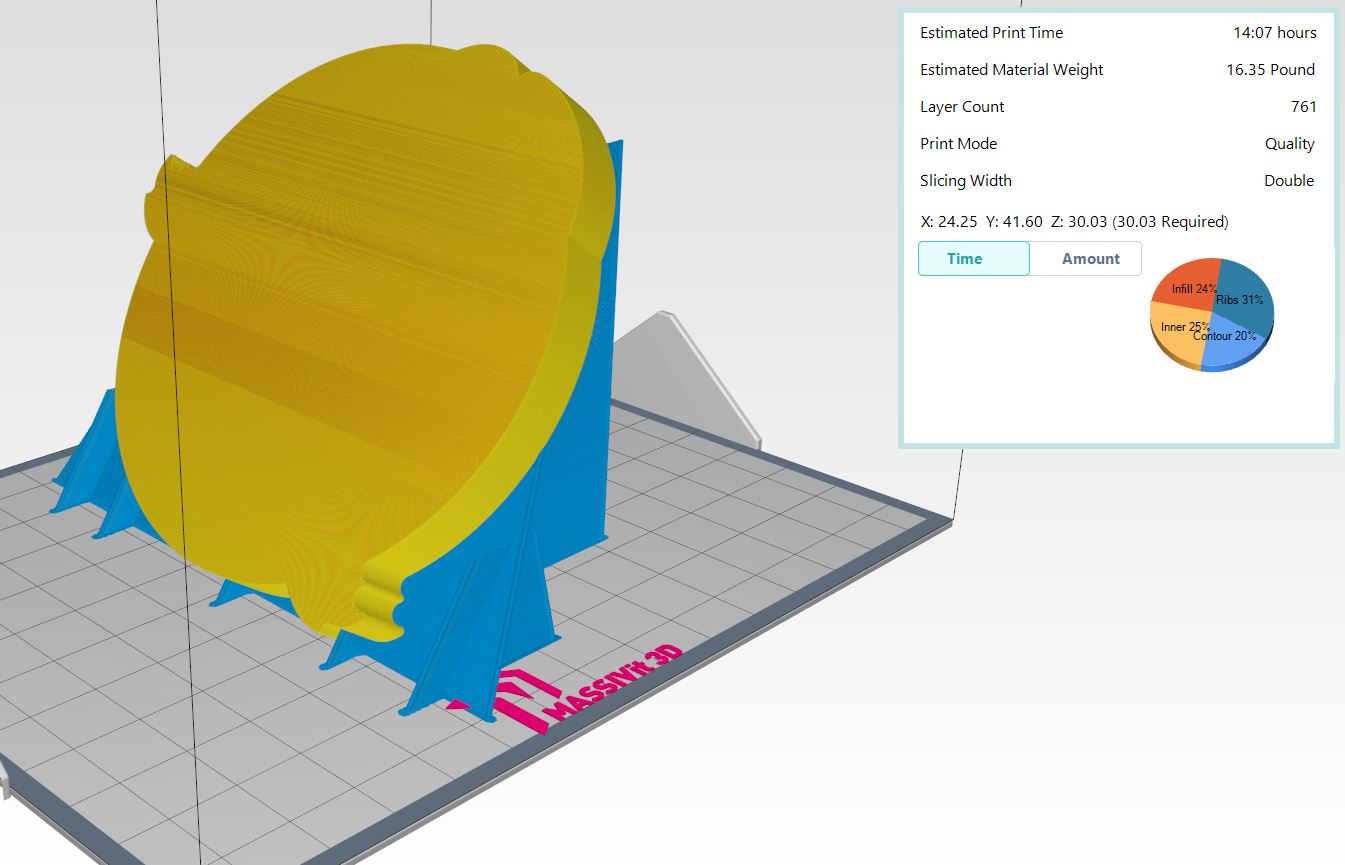 Estimated Print Time 14:07 hours
Estimated Material Weight 16.35 Pound
Layer Count 761
Print Mode Quality
Slicing Width Double
X: 24.25 Y: 41.60 Z: 30.03 (30.03 Required)
Time Amount
Infill 24%
Ribs 31%
Inner 25%
Contour 20%
MASSIVit 3D